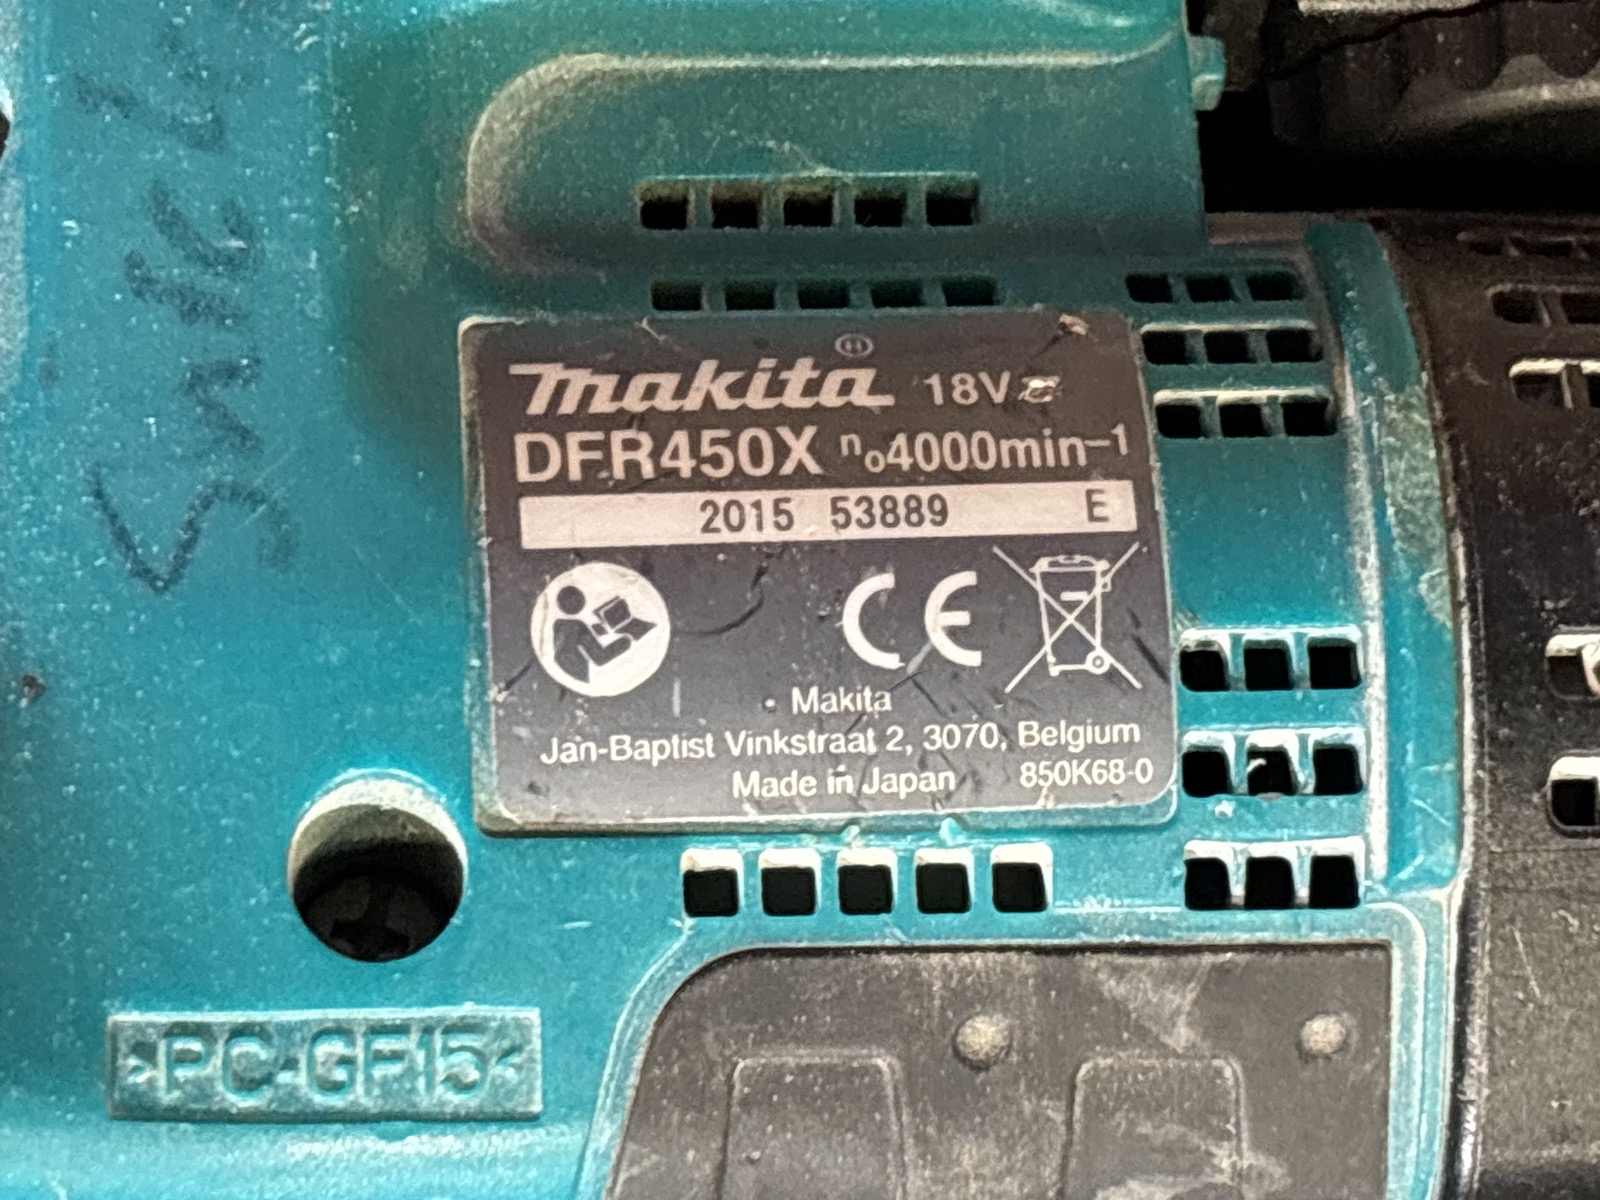 makita 18V
DFR450X n₀4000min⁻¹
2015 53889 E
CE
Makita
Jan-Baptist Vinkstraat 2, 3070, Belgium
Made in Japan 850K68-0
>PC-GF15<